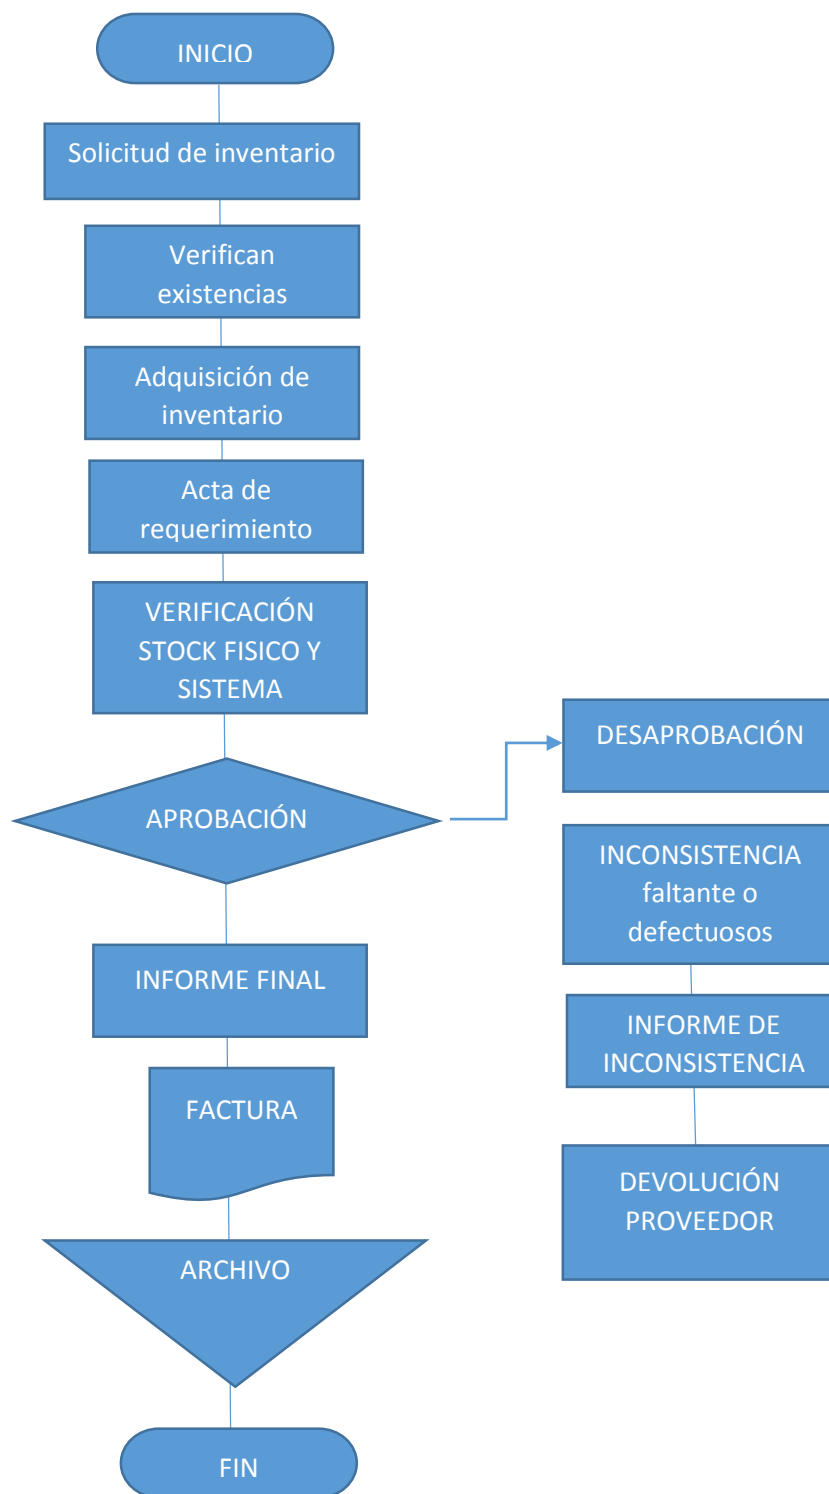 INICIO
Solicitud de inventario
Verifican
existencias
Adquisición de
inventario
Acta de
requerimiento
VERIFICACIÓN
STOCK FISICO Y
SISTEMA
APROBACIÓN
INFORME FINAL
FACTURA
ARCHIVO
FIN
DESAPROBACIÓN
INCONSISTENCIA
faltante o
defectuosos
INFORME DE
INCONSISTENCIA
DEVOLUCIÓN
PROVEEDOR